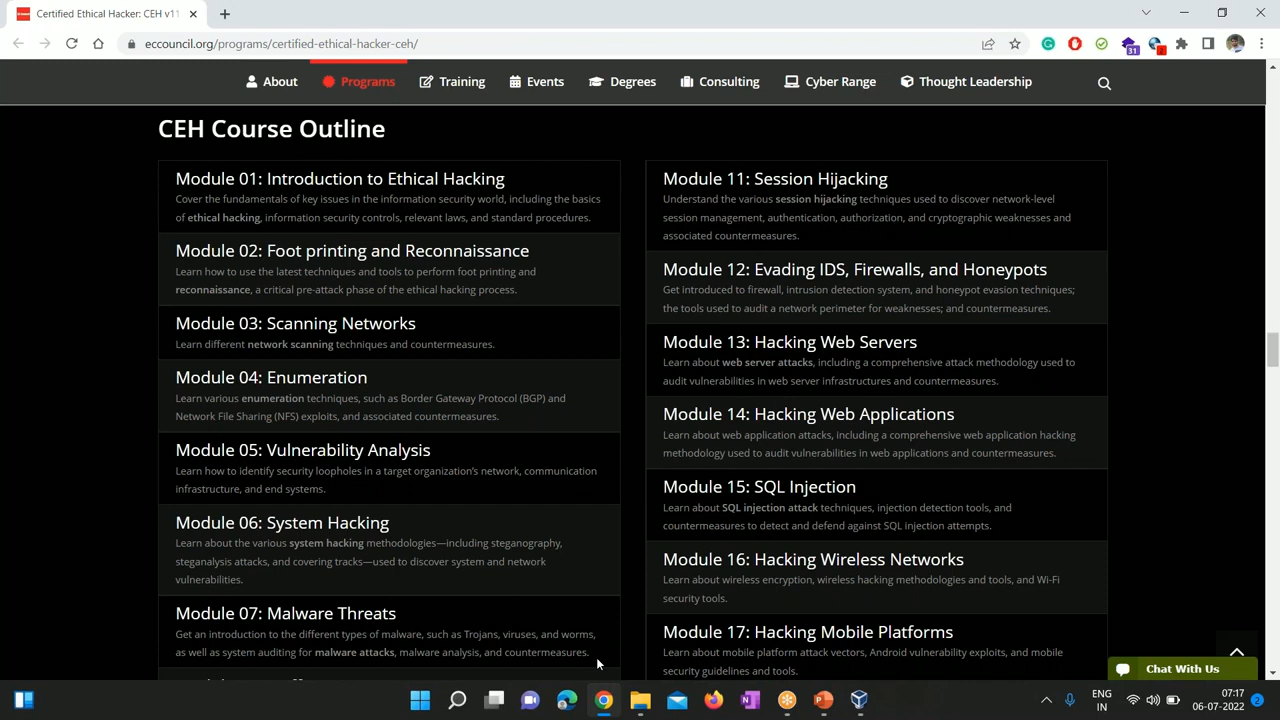 Certified Ethical Hacker: CEH v11
eccouncil.org/programs/certified-ethical-hacker-ceh/
31
2
About Programs Training Events Degrees Consulting Cyber Range Thought Leadership
CEH Course Outline
Module 01: Introduction to Ethical Hacking
Cover the fundamentals of key issues in the information security world, including the basics
of ethical hacking, information security controls, relevant laws, and standard procedures.
Module 02: Foot printing and Reconnaissance
Learn how to use the latest techniques and tools to perform foot printing and
reconnaissance, a critical pre-attack phase of the ethical hacking process.
Module 03: Scanning Networks
Learn different network scanning techniques and countermeasures.
Module 04: Enumeration
Learn various enumeration techniques, such as Border Gateway Protocol (BGP) and
Network File Sharing (NFS) exploits, and associated countermeasures.
Module 05: Vulnerability Analysis
Learn how to identify security loopholes in a target organization's network, communication
infrastructure, and end systems.
Module 06: System Hacking
Learn about the various system hacking methodologies—including steganography,
steganalysis attacks, and covering tracks—used to discover system and network
vulnerabilities.
Module 07: Malware Threats
Get an introduction to the different types of malware, such as Trojans, viruses, and worms,
as well as system auditing for malware attacks, malware analysis, and countermeasures.
Module 11: Session Hijacking
Understand the various session hijacking techniques used to discover network-level
session management, authentication, authorization, and cryptographic weaknesses and
associated countermeasures.
Module 12: Evading IDS, Firewalls, and Honeypots
Get introduced to firewall, intrusion detection system, and honeypot evasion techniques;
the tools used to audit a network perimeter for weaknesses; and countermeasures.
Module 13: Hacking Web Servers
Learn about web server attacks, including a comprehensive attack methodology used to
audit vulnerabilities in web server infrastructures and countermeasures.
Module 14: Hacking Web Applications
Learn about web application attacks, including a comprehensive web application hacking
methodology used to audit vulnerabilities in web applications and countermeasures.
Module 15: SQL Injection
Learn about SQL injection attack techniques, injection detection tools, and
countermeasures to detect and defend against SQL injection attempts.
Module 16: Hacking Wireless Networks
Learn about wireless encryption, wireless hacking methodologies and tools, and Wi-Fi
security tools.
Module 17: Hacking Mobile Platforms
Learn about mobile platform attack vectors, Android vulnerability exploits, and mobile
security guidelines and tools.
Chat With Us
ENG
IN
07:17
06-07-2022
2